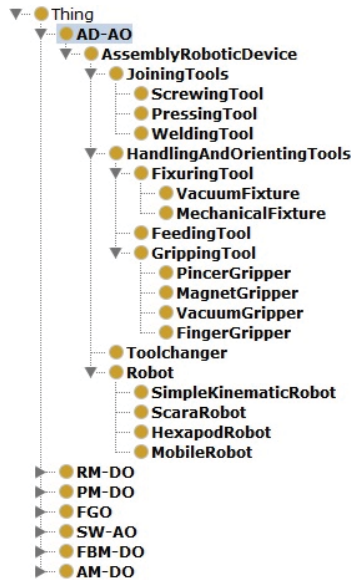 Thing
AD-AO
AssemblyRoboticDevice
JoiningTools
ScrewingTool
PressingTool
WeldingTool
HandlingAndOrientingTools
FixuringTool
VacuumFixture
MechanicalFixture
FeedingTool
GrippingTool
PincerGripper
MagnetGripper
VacuumGripper
FingerGripper
Toolchanger
Robot
SimpleKinematicRobot
ScaraRobot
HexapodRobot
MobileRobot
RM-DO
PM-DO
FGO
SW-AO
FBM-DO
AM-DO